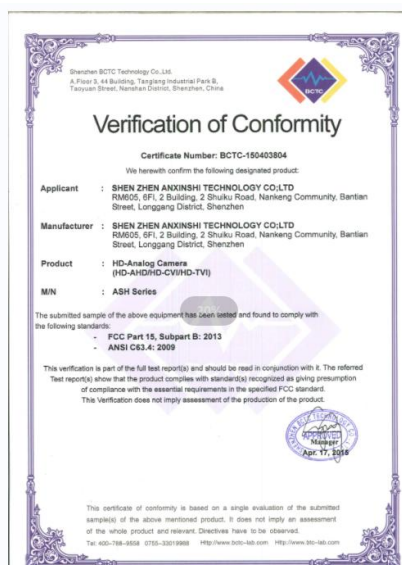 Shenzhen BCTC Technology Co.,Ltd.
A.Floor 3, 44 Building, Tanglang Industrial Park B,
Taoyuan Street, Nanshan District, Shenzhen, China
BCTC
Verification of Conformity
Certificate Number: BCTC-150403804
We herewith confirm the following designated product:
Applicant : SHEN ZHEN ANXINSHI TECHNOLOGY CO;LTD
RM605, 6Fl, 2 Building, 2 Shuiku Road, Nankeng Community, Bantian
Street, Longgang District, Shenzhen
Manufacturer : SHEN ZHEN ANXINSHI TECHNOLOGY CO;LTD
RM605, 6Fl, 2 Building, 2 Shuiku Road, Nankeng Community, Bantian
Street, Longgang District, Shenzhen
Product : HD-Analog Camera
(HD-AHD/HD-CVI/HD-TVI)
M/N : ASH Series
The submitted sample of the above equipment has been tested and found to comply with
the following standards:
- FCC Part 15, Subpart B: 2013
- ANSI C63.4: 2009
This verification is part of the full test report(s) and should be read in conjunction with it. The referred
Test report(s) show that the product complies with standard(s) recognized as giving presumption
of compliance with the essential requirements in the specified FCC standard.
This Verification does not imply assessment of the production of the product.
APPROVED
Manager
Apr. 17, 2015
This certificate of conformity is based on a single evaluation of the submitted
sample(s) of the above mentioned product. It does not imply an assessment
of the whole product and relevant. Directives have to be observed.
Tel: 400-788-9558 0755-33019988 Http://www.bctc-lab.com Http://www.btc-lab.com